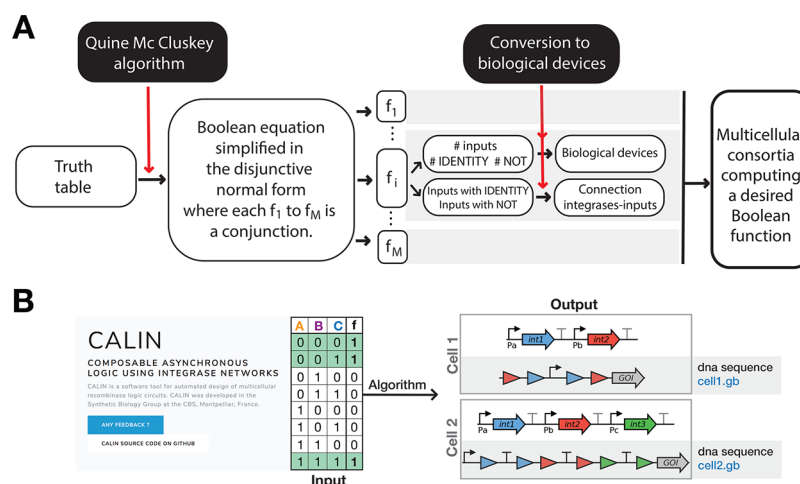 A
Quine Mc Cluskey
algorithm
Conversion to
biological devices
Truth
table
Boolean equation
simplified in
the disjunctive
normal form
where each f1 to fM is
a conjunction.
f1
fi
fM
# inputs
# IDENTITY # NOT
Biological devices
Inputs with IDENTITY
Inputs with NOT
Connection
integrases-inputs
Multicellular
consortia
computing
a desired
Boolean
function
B
CALIN
COMPOSABLE ASYNCHRONOUS
LOGIC USING INTEGRASE NETWORKS
CALIN is a software tool for automated design of multicellular
recombinase logic circuits. CALIN was developed in the
Synthetic Biology Group at the CBS, Montpellier, France.
ANY FEEDBACK ?
CALIN SOURCE CODE ON GITHUB
A B C f
0 0 0 1
0 0 1 1
0 1 0 0
0 1 1 0
1 0 0 0
1 0 1 0
1 1 0 0
1 1 1 1
Input
Algorithm
Output
Cell 1
Pa int1 Pb int2
GOI
dna sequence
cell1.gb
Cell 2
Pa int1 Pb int2 Pc int3
GOI
dna sequence
cell2.gb